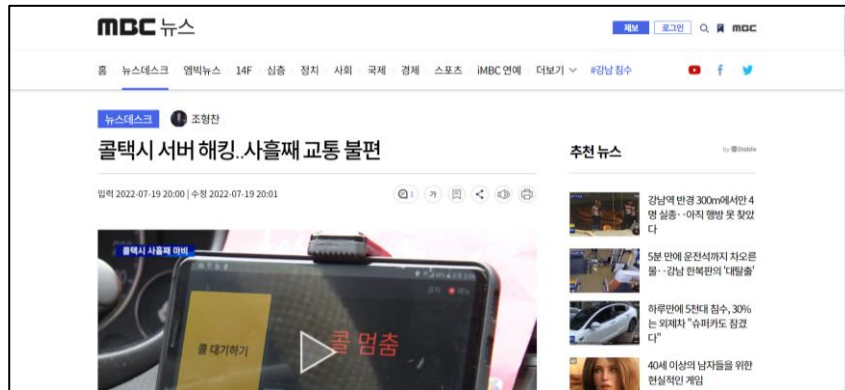 MBC 뉴스
제보 로그인 MBC
홈 뉴스데스크 엠빅뉴스 14F 심층 정치 사회 국제 경제 스포츠 iMBC 연예 더보기 #강남 침수
뉴스데스크 조형찬
콜택시 서버 해킹..사흘째 교통 불편
입력 2022-07-19 20:00 | 수정 2022-07-19 20:01
1 가
콜택시 사흘째 마비
콜 대기하기
콜 멈춤
추천 뉴스
by Dable
강남역 반경 300m에서만 4
명 실종··아직 행방 못 찾았
다
5분 만에 운전석까지 차오른
물··강남 한복판의 '대탈출'
하루만에 5천대 침수, 30%
는 외제차 "슈퍼카도 잠겼
다"
40세 이상의 남자들을 위한
현실적인 게임